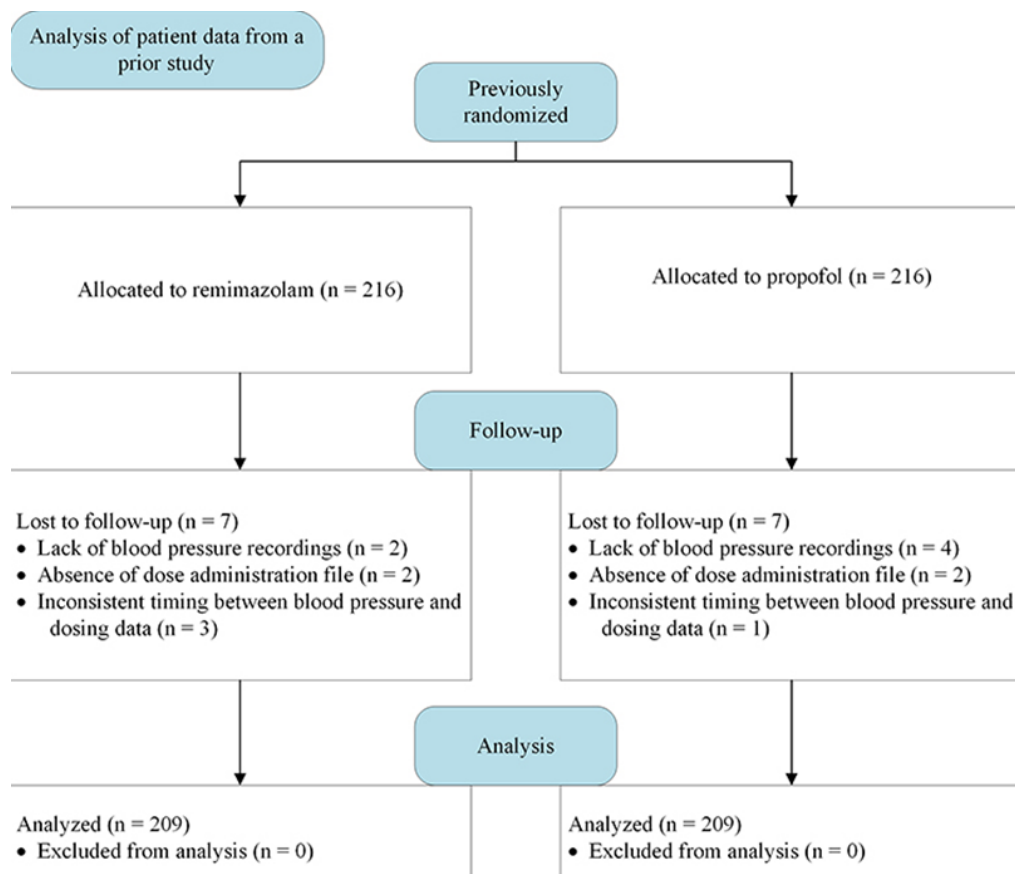 Analysis of patient data from a
prior study
Previously
randomized
Allocated to remimazolam (n = 216)
Allocated to propofol (n = 216)
Follow-up
Lost to follow-up (n = 7)
• Lack of blood pressure recordings (n = 2)
• Absence of dose administration file (n = 2)
• Inconsistent timing between blood pressure and
dosing data (n = 3)
Lost to follow-up (n = 7)
• Lack of blood pressure recordings (n = 4)
• Absence of dose administration file (n = 2)
• Inconsistent timing between blood pressure and
dosing data (n = 1)
Analysis
Analyzed (n = 209)
• Excluded from analysis (n = 0)
Analyzed (n = 209)
• Excluded from analysis (n = 0)